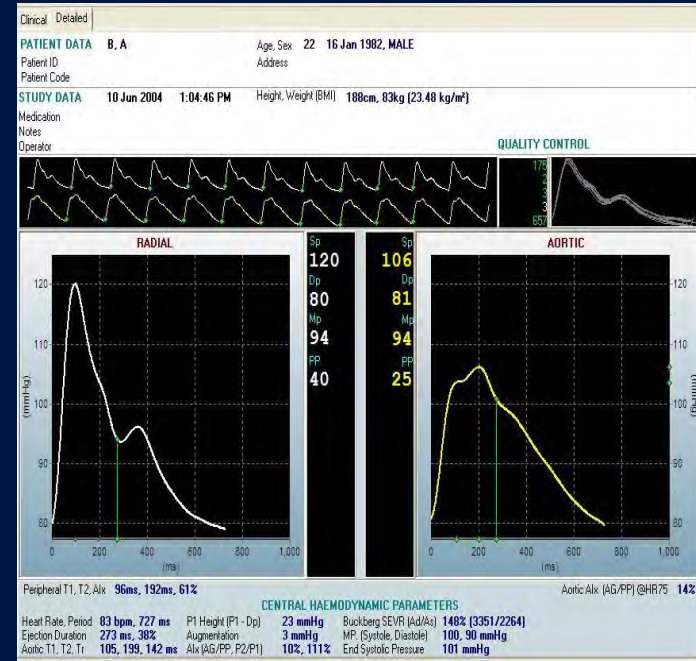 Clinical Detailed
PATIENT DATA B, A Age, Sex 22 16 Jan 1982, MALE
Patient ID Address
Patient Code
STUDY DATA 10 Jun 2004 1:04:46 PM Height, Weight (BMI) 188cm, 83kg (23.48 kg/m²)
Medication
Notes
Operator QUALITY CONTROL
175
2
3
3
657
RADIAL Sp Sp AORTIC
120 106
Dp Dp
80 81
Mp Mp
94 94
PP PP
40 25
120 120
110 110
100 100
90 90
80 80
(mmHg) (mmHg)
0 200 400 600 800 1,000 0 200 400 600 800 1,000
(ms) (ms)
Peripheral T1, T2, AIx 96ms, 192ms, 61% Aortic AIx (AG/PP) @HR75 14%
CENTRAL HAEMODYNAMIC PARAMETERS
Heart Rate, Period 83 bpm, 727 ms P1 Height (P1 - Dp) 23 mmHg Buckberg SEVR (Ad/As) 148% (3351/2264)
Ejection Duration 273 ms, 38% Augmentation 3 mmHg MP. (Systole, Diastole) 100, 90 mmHg
Aortic T1, T2, Tr 105, 199, 142 ms AIx (AG/PP, P2/P1) 10%, 111% End Systolic Pressure 101 mmHg